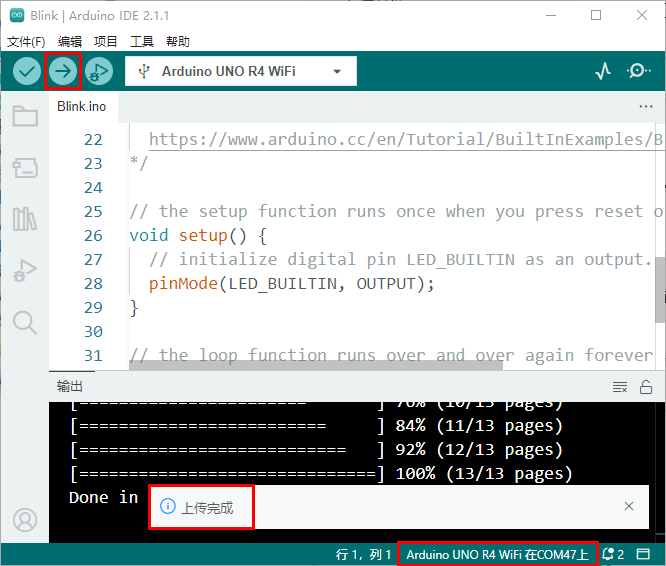 Blink | Arduino IDE 2.1.1
文件(F) 编辑 项目 工具 帮助
Arduino UNO R4 WiFi
Blink.ino
22 https://www.arduino.cc/en/Tutorial/BuiltInExamples/B
23 */
24
25 // the setup function runs once when you press reset o
26 void setup() {
27 // initialize digital pin LED_BUILTIN as an output.
28 pinMode(LED_BUILTIN, OUTPUT);
29 }
30
31 // the loop function runs over and over again forever
输出
[======================= ] 76% (10/13 pages)
[========================= ] 84% (11/13 pages)
[=========================== ] 92% (12/13 pages)
[==============================] 100% (13/13 pages)
Done in
上传完成
行 1，列 1 Arduino UNO R4 WiFi 在COM47上 2